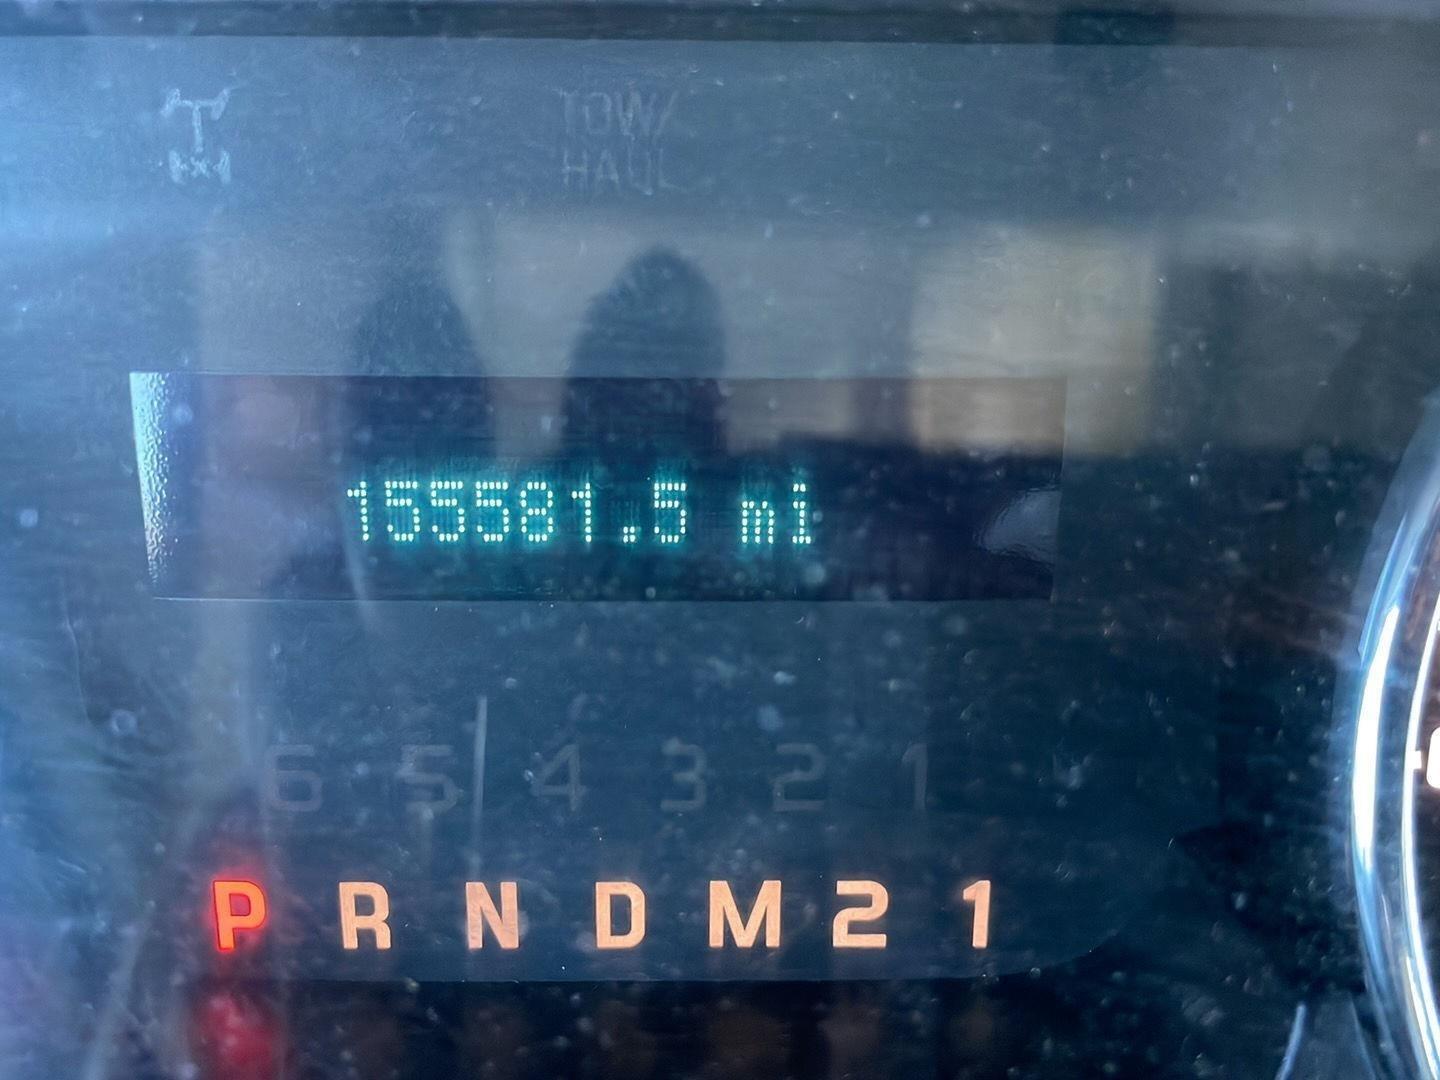 TOW/
HAUL
155581.5 mi
6 5 4 3 2 1
P R N D M 2 1